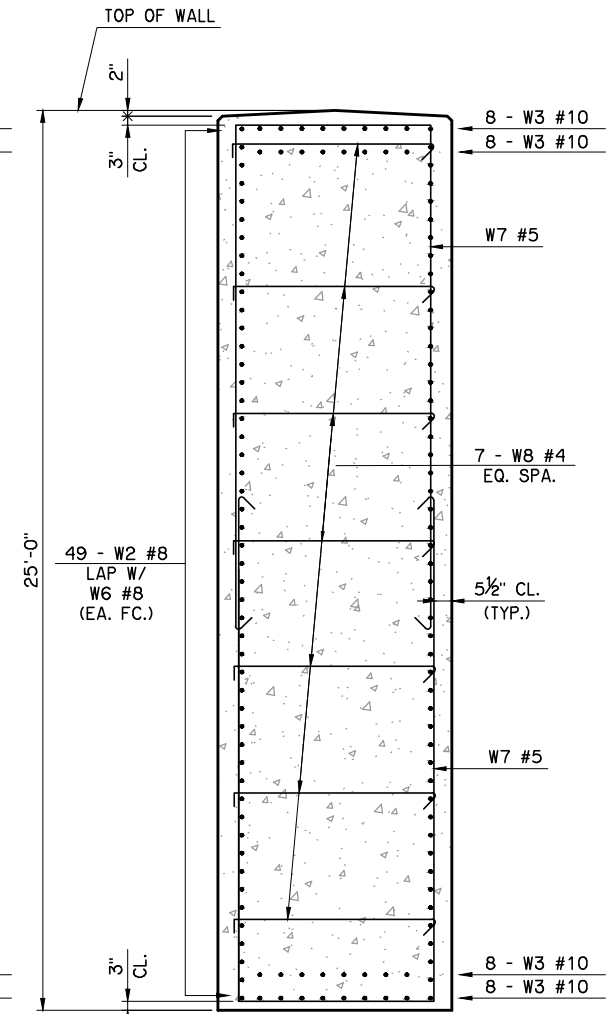 TOP OF WALL
2"
3"
CL.
8 - W3 #10
8 - W3 #10
W7 #5
7 - W8 #4
EQ. SPA.
25'-0"
49 - W2 #8
LAP W/
W6 #8
(EA. FC.)
5½" CL.
(TYP.)
W7 #5
3"
CL.
8 - W3 #10
8 - W3 #10